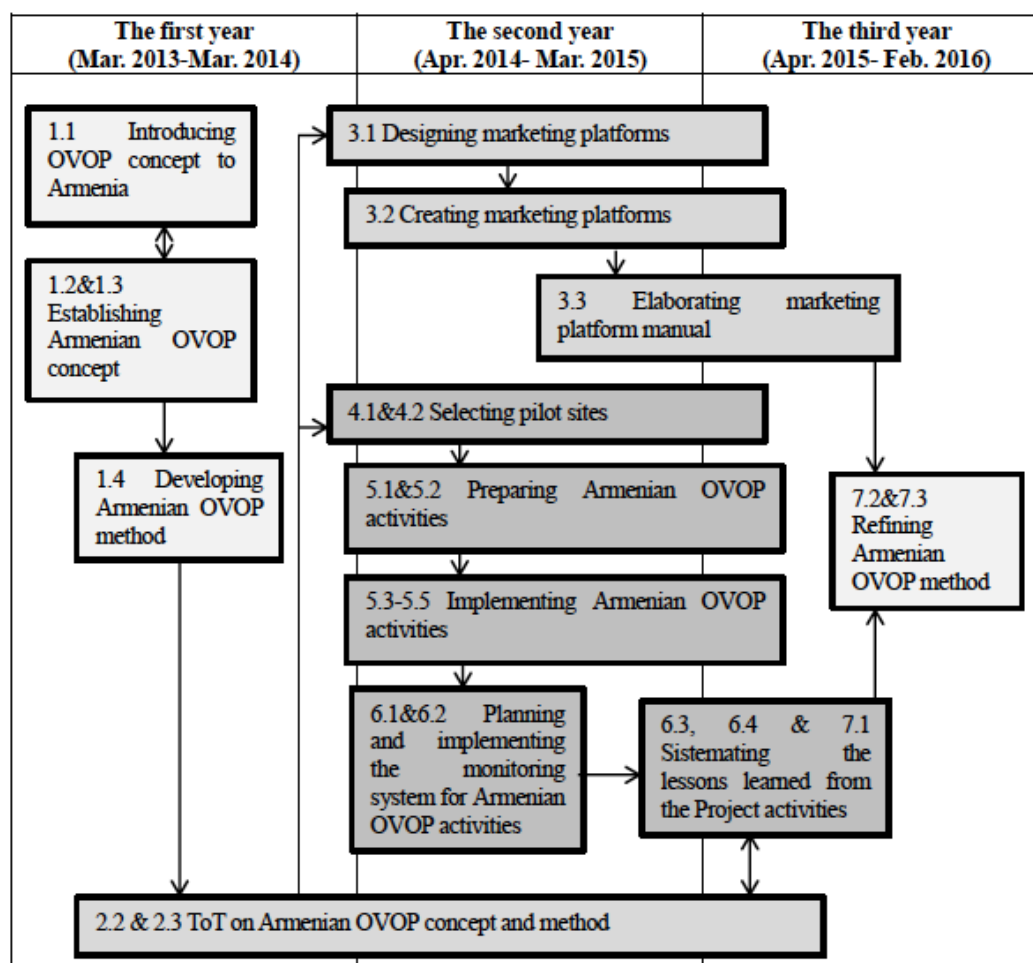 The first year
(Mar. 2013-Mar. 2014)
The second year
(Apr. 2014- Mar. 2015)
The third year
(Apr. 2015- Feb. 2016)
1.1 Introducing
OVOP concept to
Armenia
1.2&1.3
Establishing
Armenian OVOP
concept
1.4 Developing
Armenian OVOP
method
3.1 Designing marketing platforms
3.2 Creating marketing platforms
3.3 Elaborating marketing
platform manual
4.1&4.2 Selecting pilot sites
5.1&5.2 Preparing Armenian OVOP
activities
5.3-5.5 Implementing Armenian OVOP
activities
6.1&6.2 Planning
and implementing
the monitoring
system for Armenian
OVOP activities
6.3, 6.4 & 7.1
Sistemating the
lessons learned from
the Project activities
7.2&7.3
Refining
Armenian
OVOP method
2.2 & 2.3 ToT on Armenian OVOP concept and method